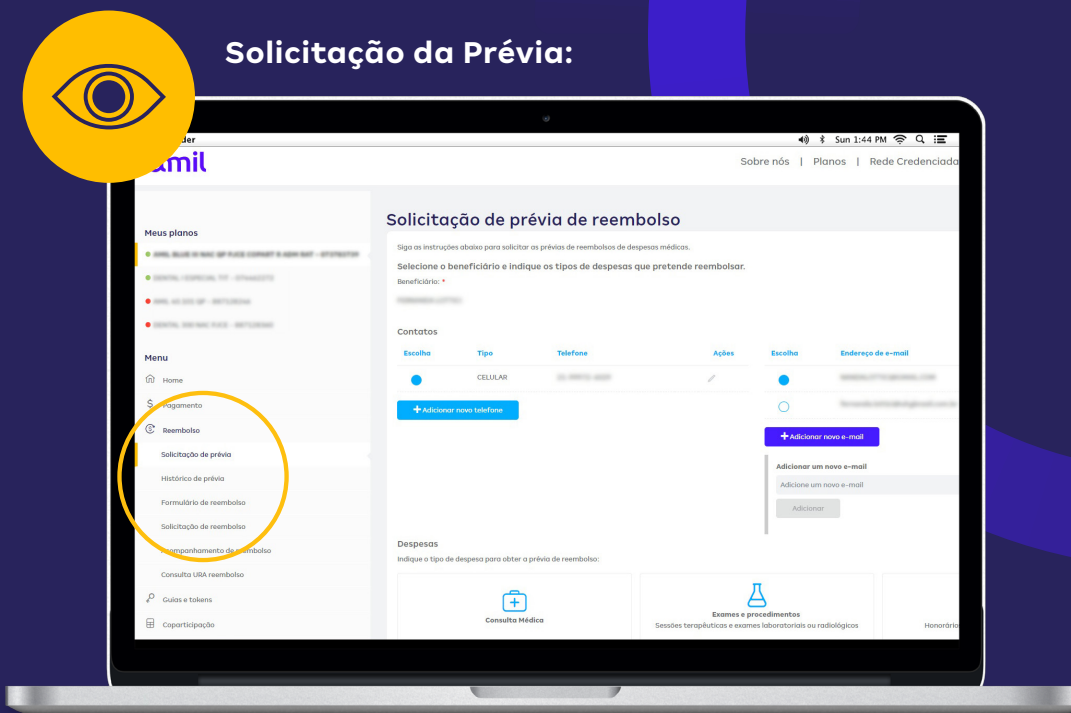 Solicitação da Prévia:
Sun 1:44 PM
amil
Sobre nós | Planos | Rede Credenciada
Meus planos
Menu
Home
Pagamento
Reembolso
Solicitação de prévia
Histórico de prévia
Formulário de reembolso
Solicitação de reembolso
Acompanhamento de reembolso
Consulta URA reembolso
Guias e tokens
Coparticipação
Solicitação de prévia de reembolso
Siga as instruções abaixo para solicitar as prévias de reembolsos de despesas médicas.
Selecione o beneficiário e indique os tipos de despesas que pretende reembolsar.
Beneficiário: *
Contatos
Escolha Tipo Telefone Ações
CELULAR
+Adicionar novo telefone
Escolha Endereço de e-mail
+Adicionar novo e-mail
Adicionar um novo e-mail
Adicione um novo e-mail
Adicionar
Despesas
Indique o tipo de despesa para obter a prévia de reembolso:
Consulta Médica
Exames e procedimentos
Sessões terapêuticas e exames laboratoriais ou radiológicos
Honorário